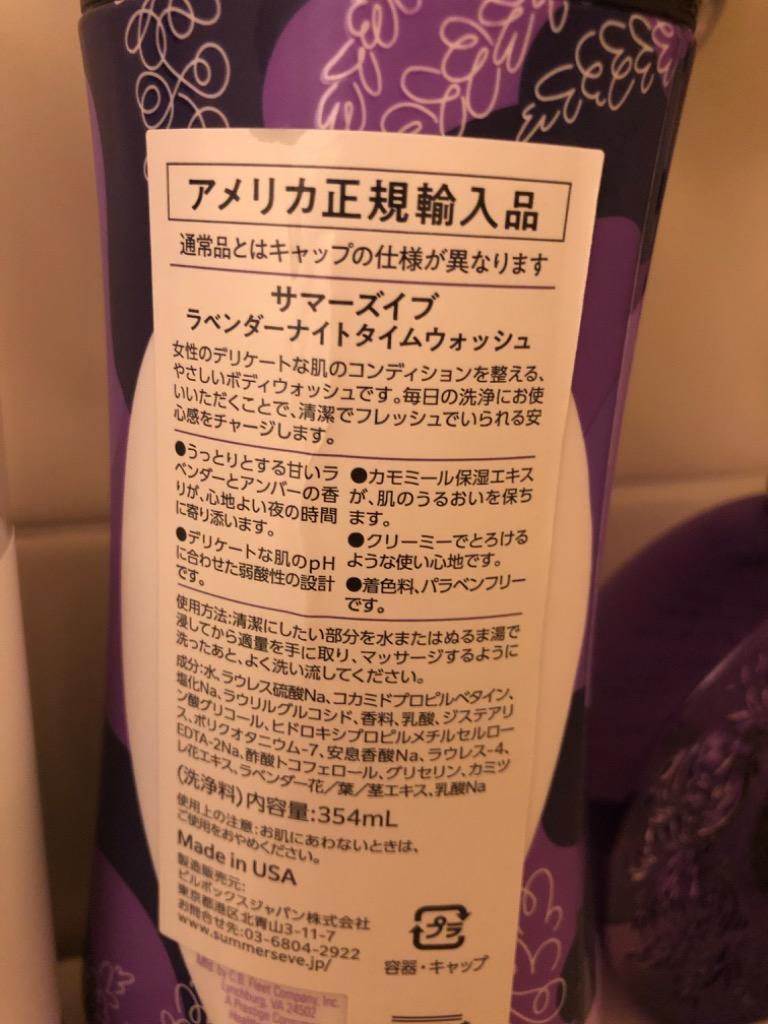 アメリカ正規輸入品
通常品とはキャップの仕様が異なります
サマーズイブ
ラベンダーナイトタイムウォッシュ
女性のデリケートな肌のコンディションを整える、
やさしいボディウォッシュです。毎日の洗浄にお使
いいただくことで、清潔でフレッシュでいられる安
心感をチャージします。
●うっとりとする甘いラ
ベンダーとアンバーの香
りが、心地よい夜の時間
に寄り添います。
●デリケートな肌のpH
に合わせた弱酸性の設計
です。
●カモミール保湿エキス
が、肌のうるおいを保ち
ます。
●クリーミーでとろける
ような使い心地です。
●着色料、パラベンフリー
です。
使用方法:清潔にしたい部分を水またはぬるま湯で
浸してから適量を手に取り、マッサージするように
洗ったあと、よく洗い流してください。
成分:水、ラウレス硫酸Na、コカミドプロピルベタイン、
塩化Na、ラウリルグルコシド、香料、乳酸、ジステアリ
ン酸グリコール、ヒドロキシプロピルメチルセルロー
ス、ポリクオタニウム-7、安息香酸Na、ラウレス-4、
EDTA-2Na、酢酸トコフェロール、グリセリン、カミツ
レ花エキス、ラベンダー花／葉／茎エキス、乳酸Na
(洗浄料)内容量:354mL
使用上の注意:お肌にあわないときは、
ご使用をおやめください。
Made in USA
製造販売元:
ピルボックスジャパン株式会社
東京都港区北青山3-11-7
お問合せ先:03-6804-2922
www.summerseve.jp/
プラ
容器・キャップ
Mfd. by C.B. Fleet Company, Inc.
Lynchburg, VA 24502
A Prestige